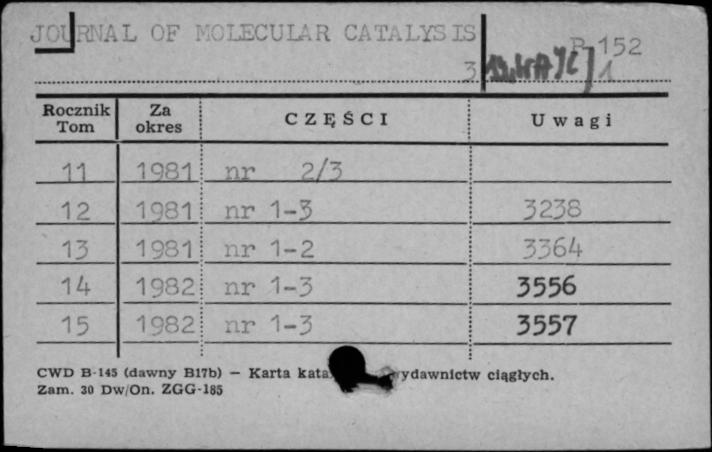 JOURNAL OF MOLECULAR CATALYSIS
P-152
3 1
Rocznik Tom Za okres CZĘŚCI Uwagi
11 1981 nr 2/3
12 1981 nr 1-3 3238
13 1981 nr 1-2 3364
14 1982 nr 1-3 3556
15 1982 nr 1-3 3557
CWD B-145 (dawny B17b) — Karta ciągłych.
Zam. 30 Dw/On. ZGG-185